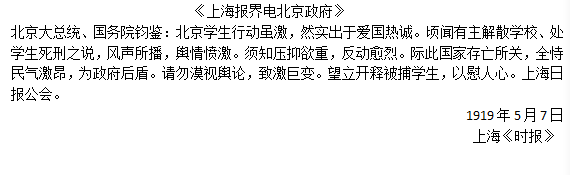 《上海报界电北京政府》
北京大总统、国务院钧鉴：北京学生行动虽激，然实出于爱国热诚。顷闻有主解散学校、处
学生死刑之说，风声所播，舆情愤激。须知压抑欲重，反动愈烈。际此国家存亡所关，全恃
民气激昂，为政府后盾。请勿漠视舆论，致激巨变。望立开释被捕学生，以慰人心。上海日
报公会。
1919年5月7日
上海《时报》